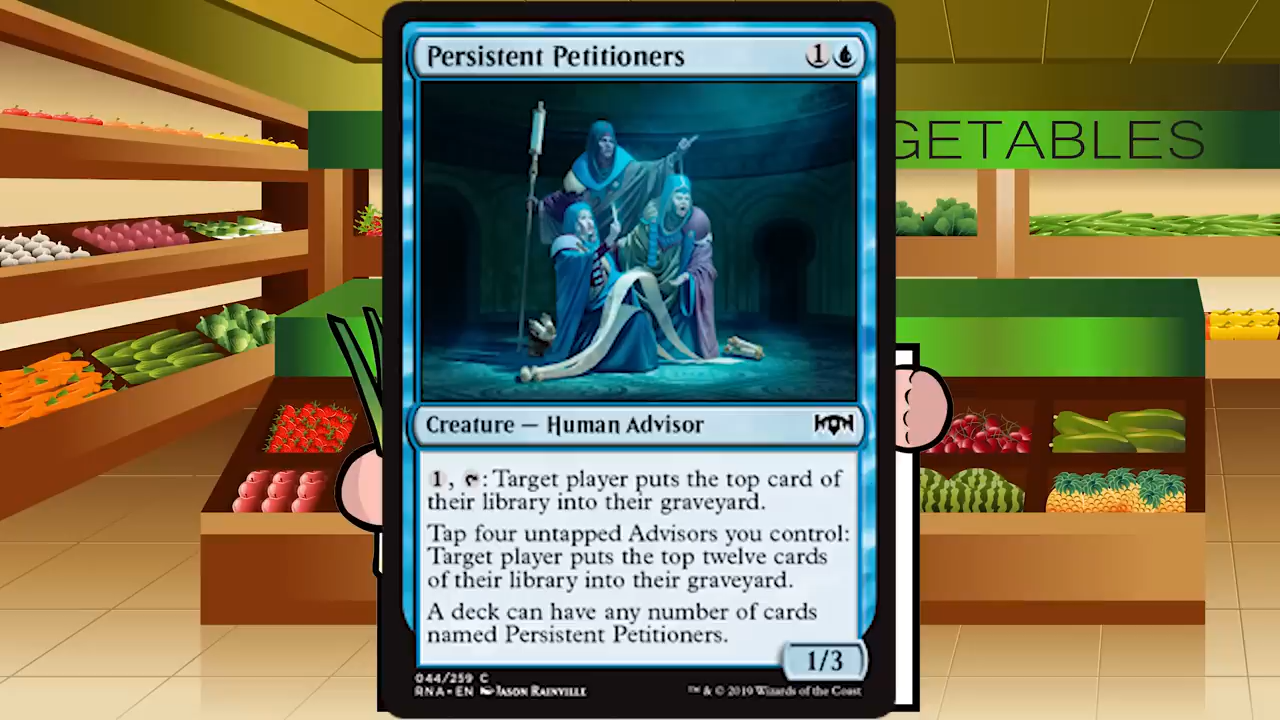 Persistent Petitioners 1
GETABLES
Creature — Human Advisor
1, : Target player puts the top card of
their library into their graveyard.
Tap four untapped Advisors you control:
Target player puts the top twelve cards
of their library into their graveyard.
A deck can have any number of cards
named Persistent Petitioners.
1/3
044/259 C
RNA • EN Jason Rainville
™ & © 2019 Wizards of the Coast